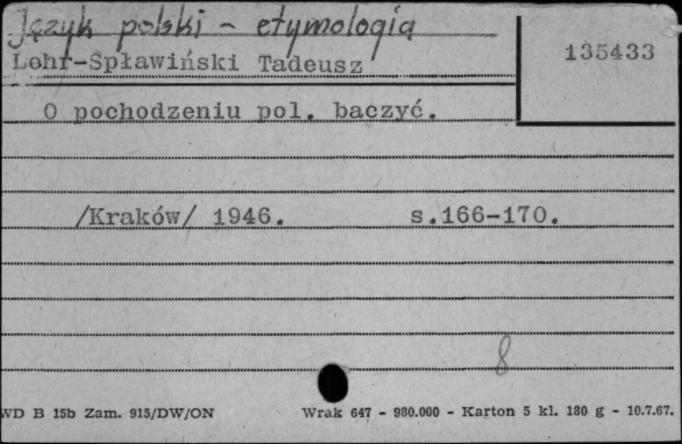 Język polski - etymologia
Lehr-Spławiński Tadeusz
135433
O pochodzeniu pol. baczyć.
/Kraków/ 1946. s.166-170.
8
WD B 15b Zam. 915/DW/ON Wrak 647 - 980.000 - Karton 5 kl. 180 g - 10.7.67.